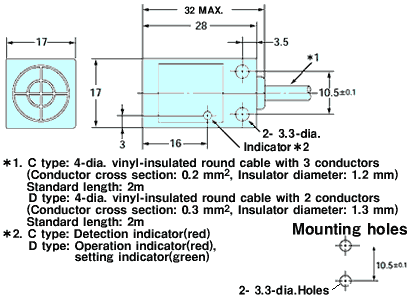 32 MAX.
28
17
3.5
*1
17
10.5±0.1
3
16
2- 3.3-dia.
Indicator *2
*1. C type: 4-dia. vinyl-insulated round cable with 3 conductors
(Conductor cross section: 0.2 mm², Insulator diameter: 1.2 mm)
Standard length: 2m
D type: 4-dia. vinyl-insulated round cable with 2 conductors
(Conductor cross section: 0.3 mm², Insulator diameter: 1.3 mm)
Standard length: 2m
*2. C type: Detection indicator(red)
D type: Operation indicator(red),
setting indicator(green)
Mounting holes
10.5±0.1
2- 3.3-dia.Holes